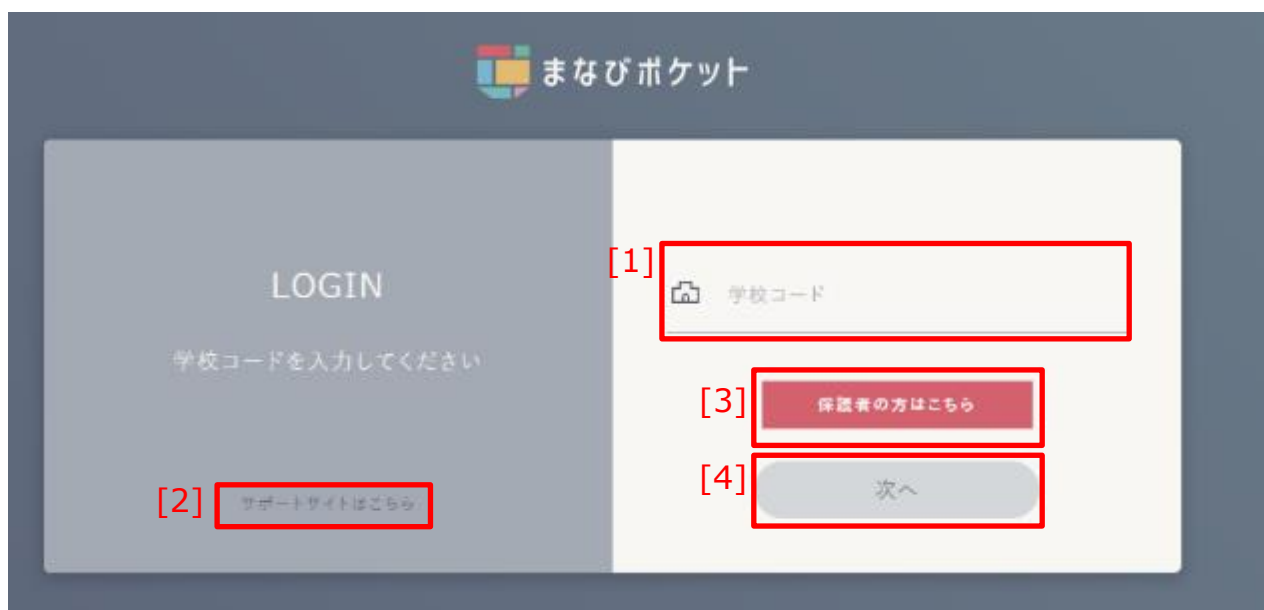 まなびポケット
LOGIN
学校コードを入力してください
[2] サポートサイトはこちら
[1] 学校コード
[3] 保護者の方はこちら
[4] 次へ